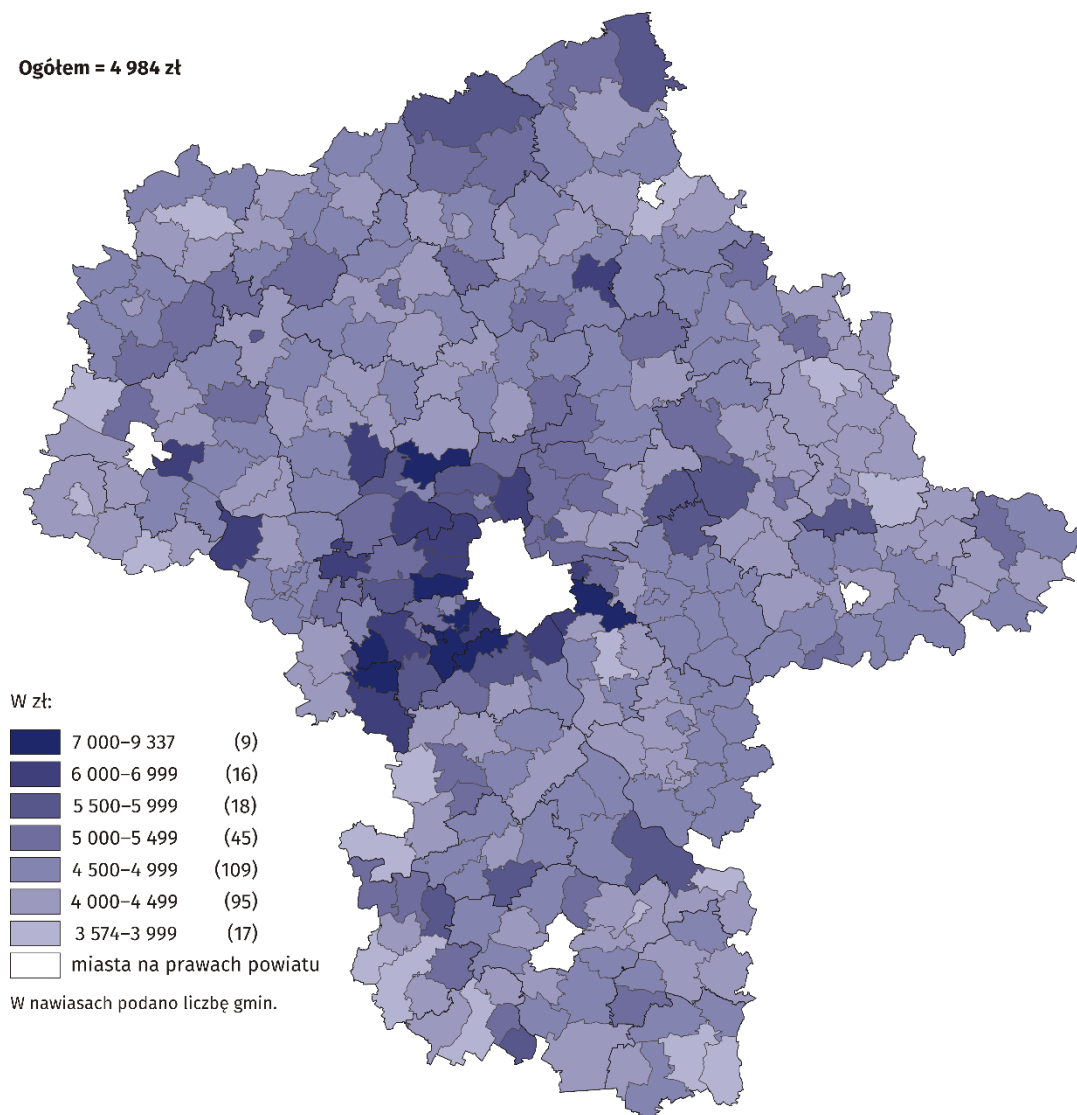 Ogółem = 4 984 zł
W zł:
7 000–9 337 (9)
6 000–6 999 (16)
5 500–5 999 (18)
5 000–5 499 (45)
4 500–4 999 (109)
4 000–4 499 (95)
3 574–3 999 (17)
miasta na prawach powiatu
W nawiasach podano liczbę gmin.